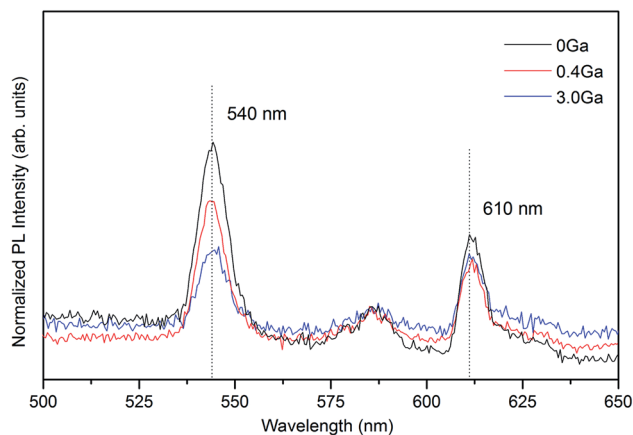 0Ga
0.4Ga
3.0Ga
540 nm
610 nm
Normalized PL Intensity (arb. units)
500 525 550 575 600 625 650
Wavelength (nm)